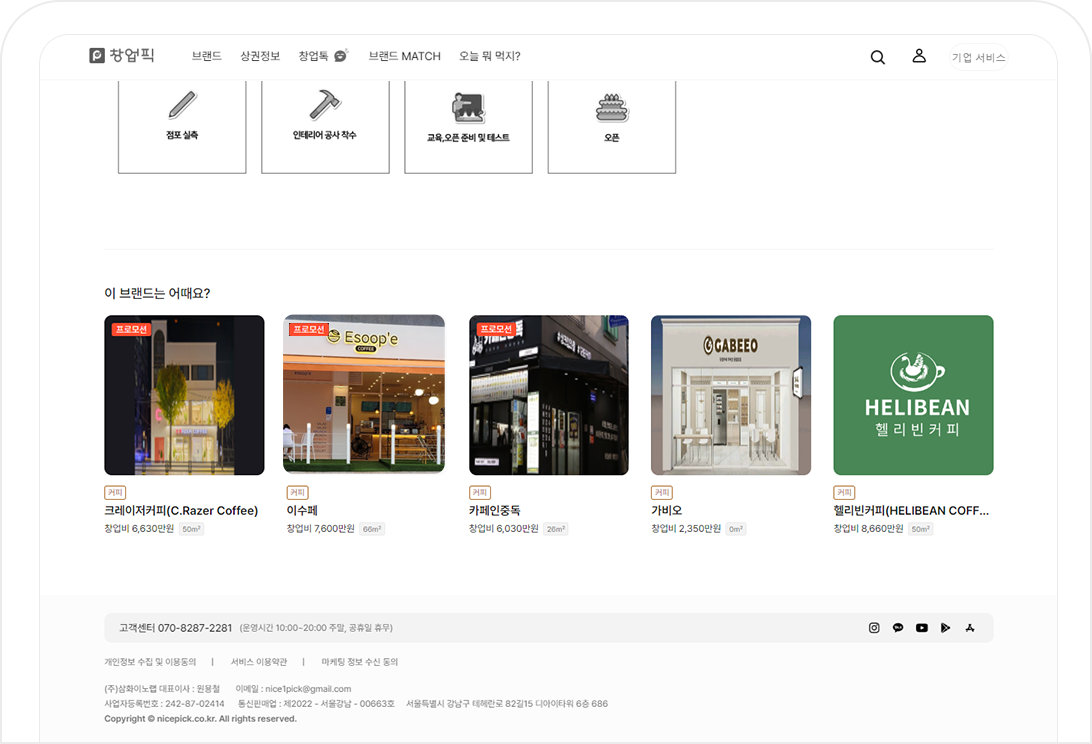 창업픽 브랜드 상권정보 창업톡 브랜드 MATCH 오늘 뭐 먹지? 기업 서비스
점포 실측 인테리어 공사 착수 교육,오픈 준비 및 테스트 오픈
이 브랜드는 어때요?
프로모션 프로모션 프로모션
Esoop'e
COFFEE
GABEEO
HELIBEAN
헬리빈커피
커피 커피 커피 커피 커피
크레이저커피(C.Razer Coffee) 이수페 카페인중독 가비오 헬리빈커피(HELIBEAN COFF...
창업비 6,630만원 50m² 창업비 7,600만원 66m² 창업비 6,030만원 26m² 창업비 2,350만원 0m² 창업비 8,660만원 50m²
고객센터 070-8287-2281 (운영시간 10:00~20:00 주말, 공휴일 휴무)
개인정보 수집 및 이용동의 | 서비스 이용약관 | 마케팅 정보 수신 동의
(주)삼화이노랩 대표이사 : 원용철 이메일 : nice1pick@gmail.com
사업자등록번호 : 242-87-02414 통신판매업 : 제2022 - 서울강남 - 00663호 서울특별시 강남구 테헤란로 82길15 디아이타워 6층 686
Copyright © nicepick.co.kr. All rights reserved.